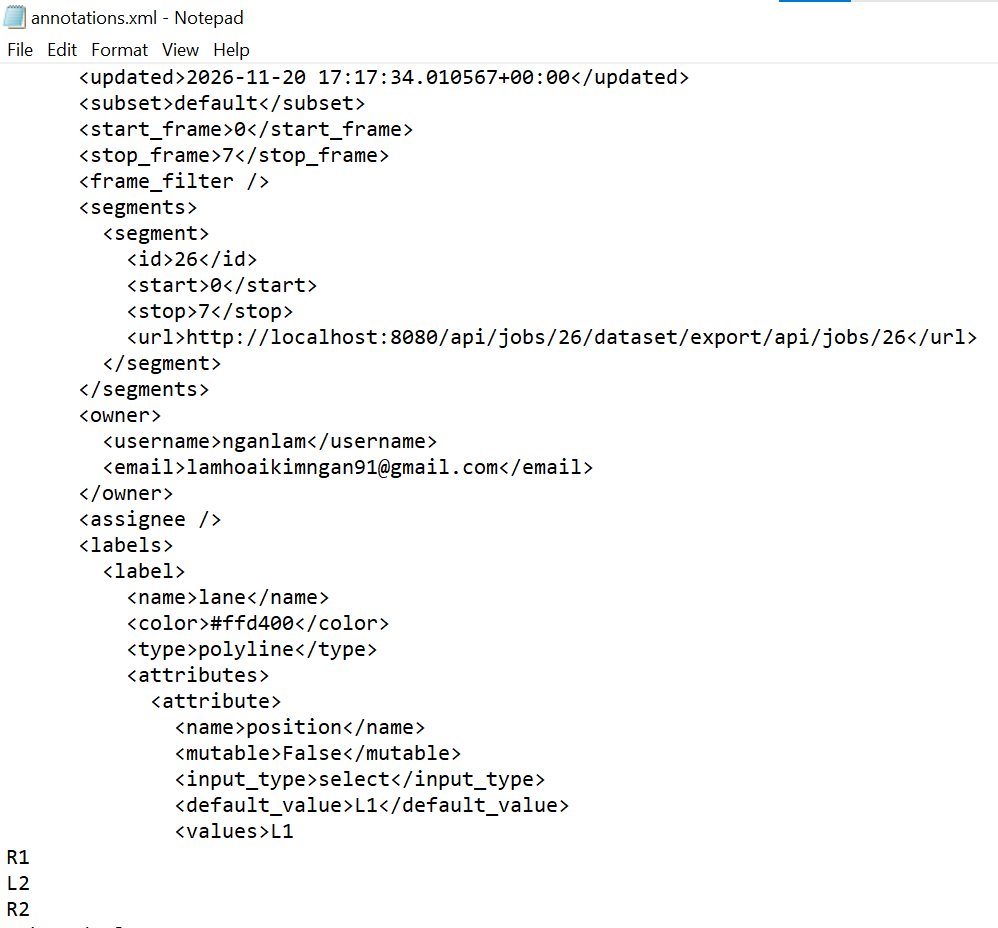 annotations.xml - Notepad
File Edit Format View Help
<updated>2026-11-20 17:17:34.010567+00:00</updated>
<subset>default</subset>
<start_frame>0</start_frame>
<stop_frame>7</stop_frame>
<frame_filter />
<segments>
<segment>
<id>26</id>
<start>0</start>
<stop>7</stop>
<url>http://localhost:8080/api/jobs/26/dataset/export/api/jobs/26</url>
</segment>
</segments>
<owner>
<username>nganlam</username>
<email>lamhoaikimngan91@gmail.com</email>
</owner>
<assignee />
<labels>
<label>
<name>lane</name>
<color>#ffd400</color>
<type>polyline</type>
<attributes>
<attribute>
<name>position</name>
<mutable>False</mutable>
<input_type>select</input_type>
<default_value>L1</default_value>
<values>L1
R1
L2
R2